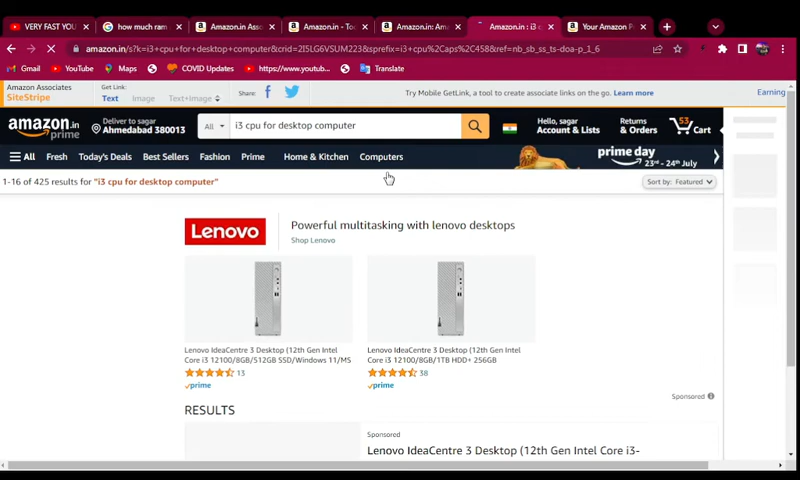 VERY FAST YOU
how much ram
Amazon.in Asso
Amazon.in - Too
Amazon.in: Ama
Amazon.in : i3 c
Your Amazon.in
amazon.in/s?k=i3+cpu+for+desktop+computer&crid=2I5LG6VSUM223&sprefix=i3+cpu%2Caps%2C458&ref=nb_sb_ss_ts-doa-p_1_6
Gmail
YouTube
Maps
COVID Updates
https://www.youtub...
Translate
Amazon Associates
SiteStripe
Get Link:
Text
Image
Text+Image
Share:
Try Mobile GetLink, a tool to create associate links on the go. Learn more
Earning
amazon.in
prime
Deliver to sagar
Ahmedabad 380013
All
i3 cpu for desktop computer
Hello, sagar
Account & Lists
Returns
& Orders
53
Cart
All
Fresh
Today's Deals
Best Sellers
Fashion
Prime
Home & Kitchen
Computers
prime day
23rd - 24th July
1-16 of 425 results for "i3 cpu for desktop computer"
Sort by: Featured
Lenovo
Powerful multitasking with lenovo desktops
Shop Lenovo
Lenovo IdeaCentre 3 Desktop (12th Gen Intel
Core i3 12100/8GB/512GB SSD/Windows 11/MS
13
prime
Lenovo IdeaCentre 3 Desktop (12th Gen Intel
Core i3 12100/8GB/1TB HDD+ 256GB
38
prime
Sponsored
RESULTS
Sponsored
Lenovo IdeaCentre 3 Desktop (12th Gen Intel Core i3-